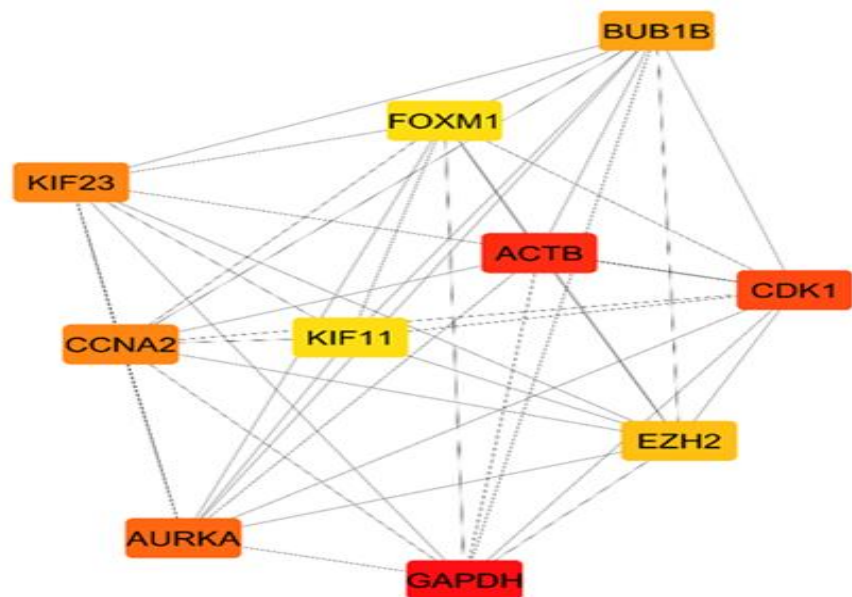 BUB1B
FOXM1
KIF23
ACTB
CDK1
CCNA2
KIF11
EZH2
AURKA
GAPDH